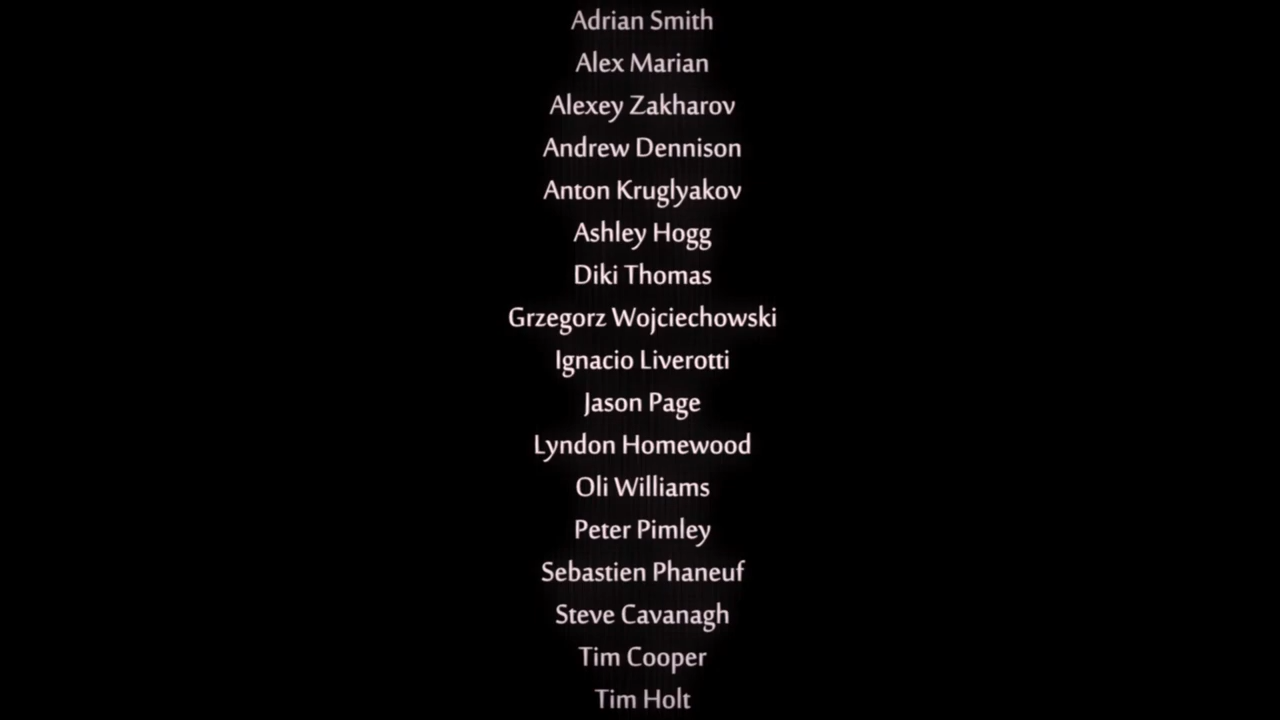 Adrian Smith
Alex Marian
Alexey Zakharov
Andrew Dennison
Anton Kruglyakov
Ashley Hogg
Diki Thomas
Grzegorz Wojciechowski
Ignacio Liverotti
Jason Page
Lyndon Homewood
Oli Williams
Peter Pimley
Sebastien Phaneuf
Steve Cavanagh
Tim Cooper
Tim Holt